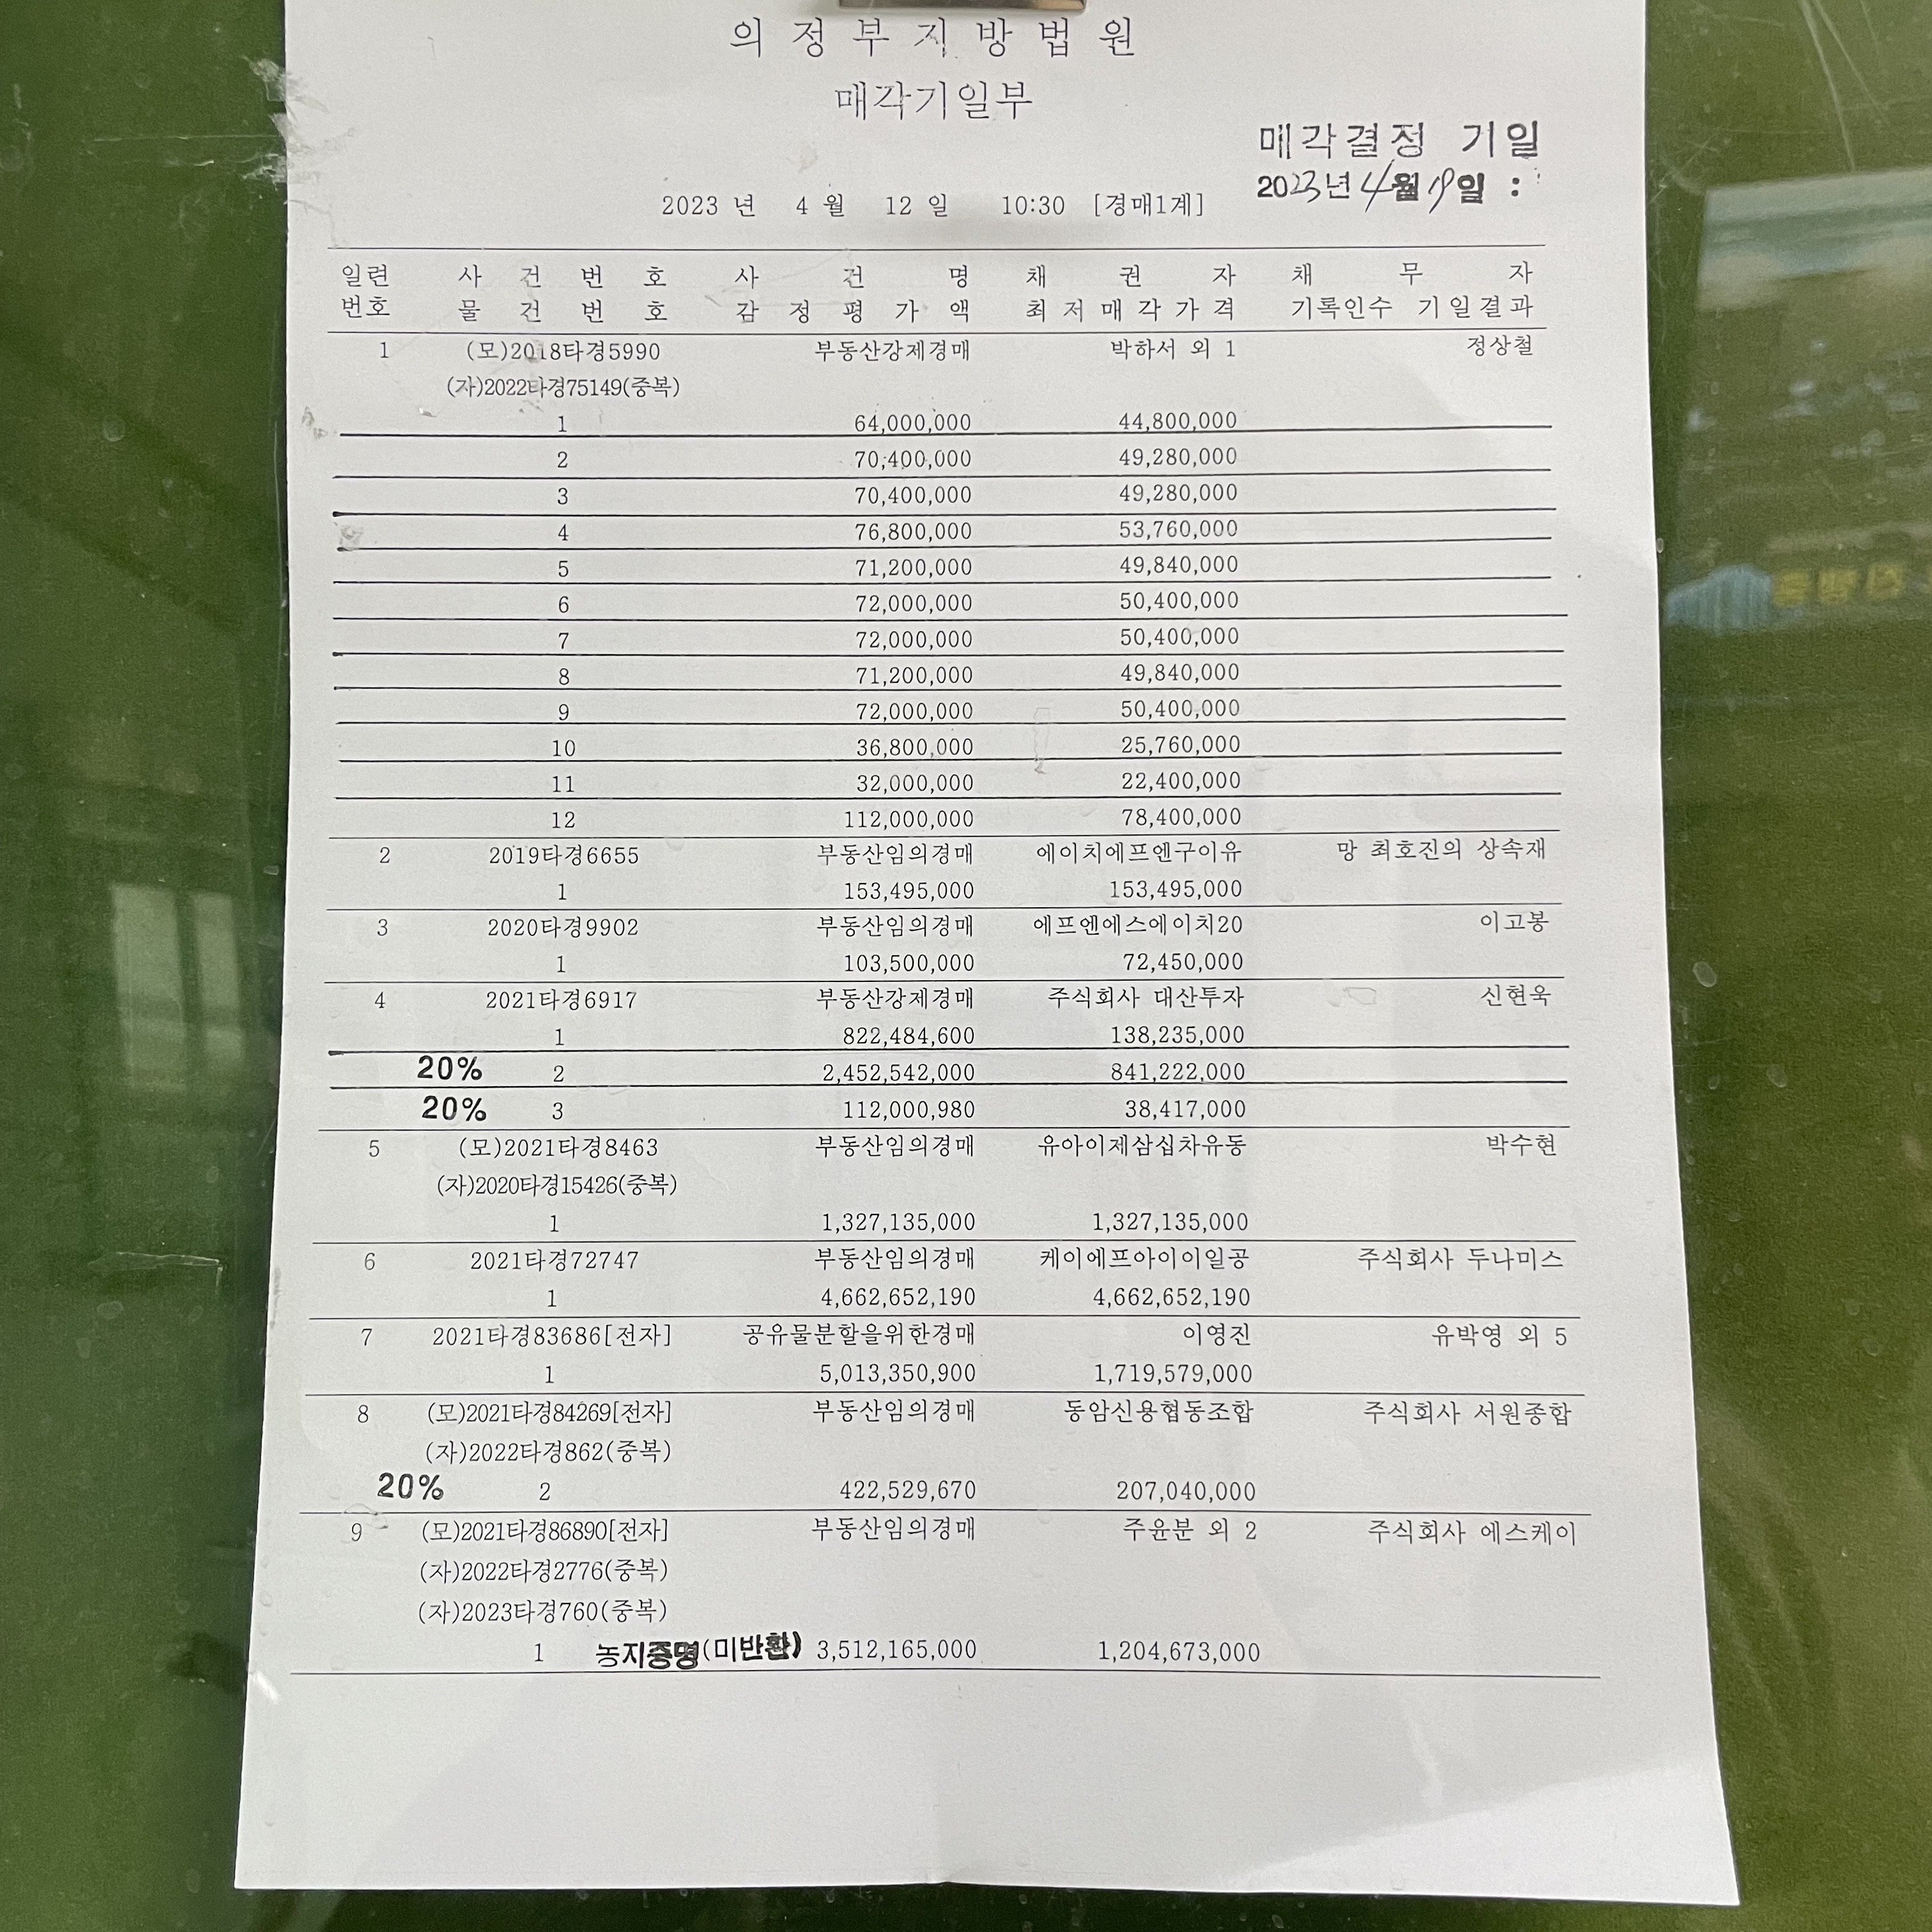 의정부지방법원
매각기일부
매각결정 기일
2023년 4월 19일 :
2023 년 4 월 12 일 10:30 [경매1계]
일련 사건번호 사건명 채권자 채무자
번호 물건번호 감정평가액 최저매각가격 기록인수 기일결과
1 (모)2018타경5990 부동산강제경매 박하서 외 1 정상철
(자)2022타경75149(중복)
1 64,000,000 44,800,000
2 70,400,000 49,280,000
3 70,400,000 49,280,000
4 76,800,000 53,760,000
5 71,200,000 49,840,000
6 72,000,000 50,400,000
7 72,000,000 50,400,000
8 71,200,000 49,840,000
9 72,000,000 50,400,000
10 36,800,000 25,760,000
11 32,000,000 22,400,000
12 112,000,000 78,400,000
2 2019타경6655 부동산임의경매 에이치에프엔구이유 망 최호진의 상속재
1 153,495,000 153,495,000
3 2020타경9902 부동산임의경매 에프엔에스에이치20 이고봉
1 103,500,000 72,450,000
4 2021타경6917 부동산강제경매 주식회사 대산투자 신현욱
1 822,484,600 138,235,000
20% 2 2,452,542,000 841,222,000
20% 3 112,000,980 38,417,000
5 (모)2021타경8463 부동산임의경매 유아이제삼십차유동 박수현
(자)2020타경15426(중복)
1 1,327,135,000 1,327,135,000
6 2021타경72747 부동산임의경매 케이에프아이이일공 주식회사 두나미스
1 4,662,652,190 4,662,652,190
7 2021타경83686[전자] 공유물분할을위한경매 이영진 유박영 외 5
1 5,013,350,900 1,719,579,000
8 (모)2021타경84269[전자] 부동산임의경매 동암신용협동조합 주식회사 서원종합
(자)2022타경862(중복)
20% 2 422,529,670 207,040,000
9 (모)2021타경86890[전자] 부동산임의경매 주윤분 외 2 주식회사 에스케이
(자)2022타경2776(중복)
(자)2023타경760(중복)
1 농지증명(미반환) 3,512,165,000 1,204,673,000